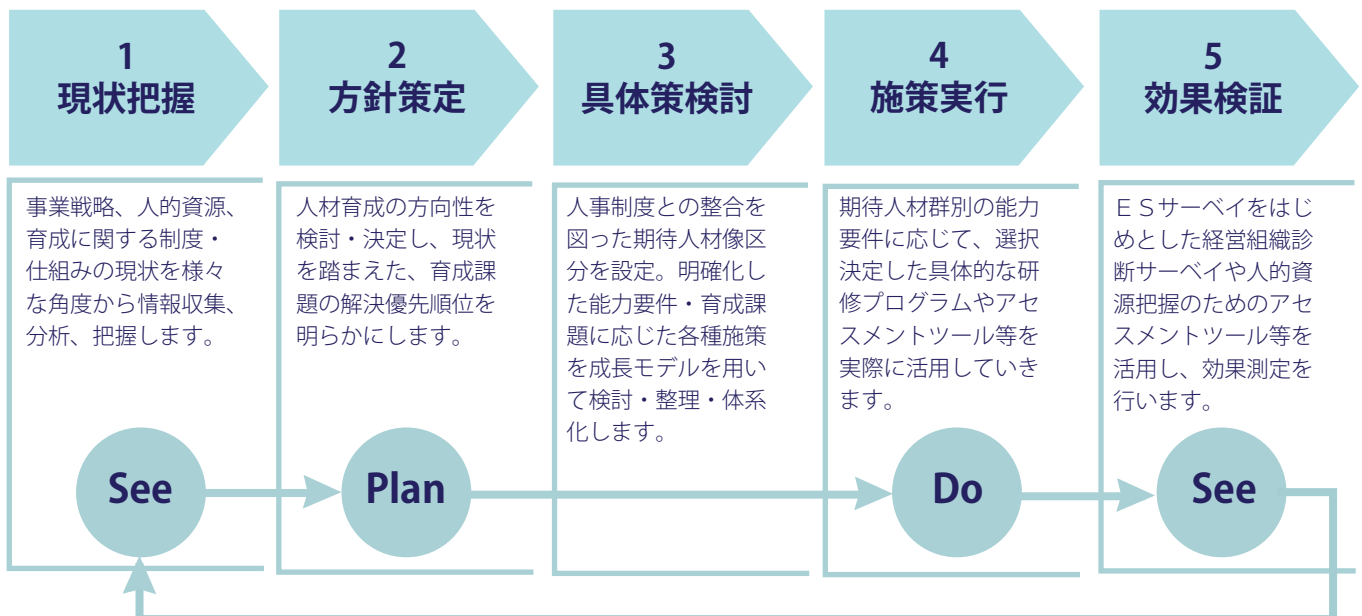 1
現状把握
2
方針策定
3
具体策検討
4
施策実行
5
効果検証
事業戦略、人的資源、
育成に関する制度・
仕組みの現状を様々
な角度から情報収集、
分析、把握します。
人材育成の方向性を
検討・決定し、現状
を踏まえた、育成課
題の解決優先順位を
明らかにします。
人事制度との整合を
図った期待人材像区
分を設定。明確化し
た能力要件・育成課
題に応じた各種施策
を成長モデルを用い
て検討・整理・体系
化します。
期待人材群別の能力
要件に応じて、選択
決定した具体的な研
修プログラムやアセ
スメントツール等を
実際に活用していき
ます。
ＥＳサーベイをはじ
めとした経営組織診
断サーベイや人的資
源把握のためのアセ
スメントツール等を
活用し、効果測定を
行います。
See
Plan
Do
See